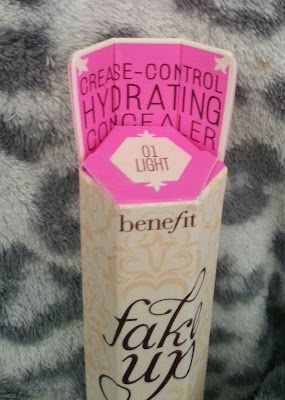 CREASE-CONTROL
HYDRATING
CONCEALER
01
LIGHT
benefit
fake
up